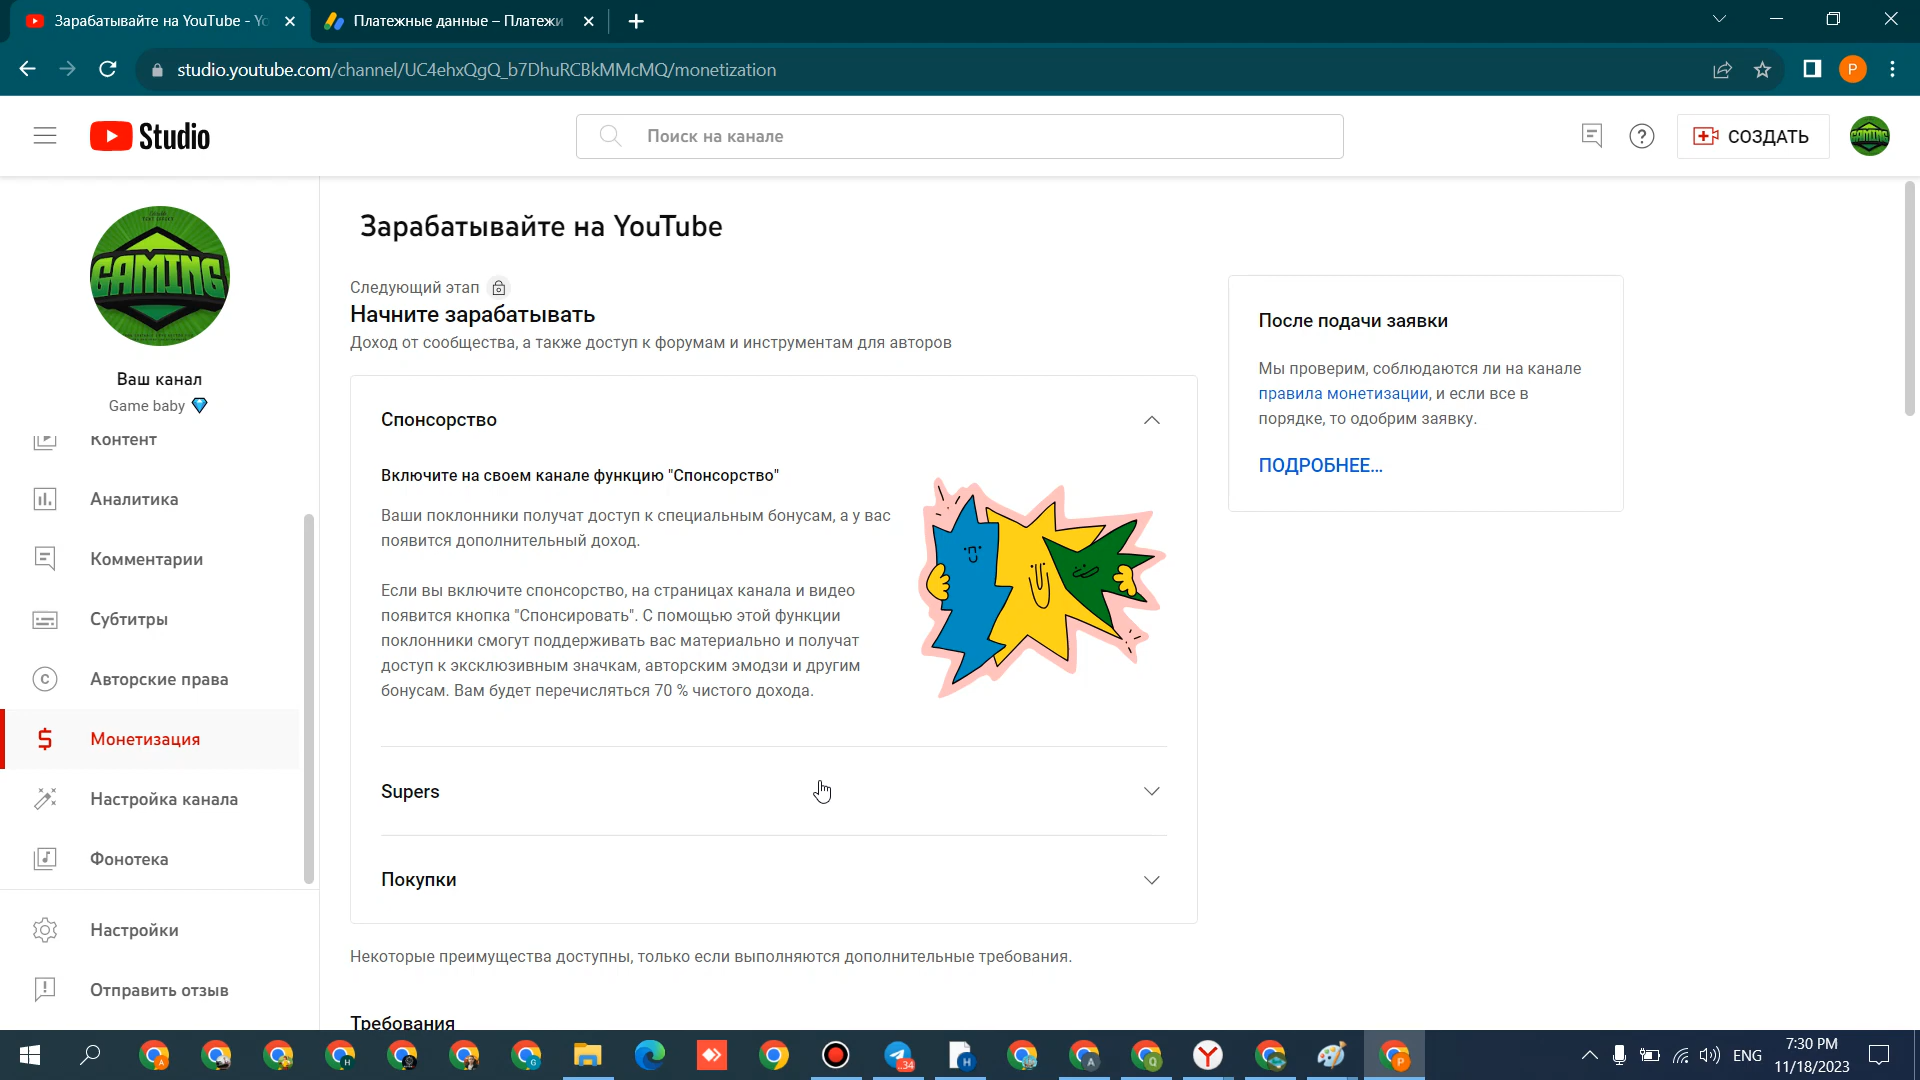 Зарабатывайте на YouTube - Yo
Платежные данные – Платежи
studio.youtube.com/channel/UC4ehxQgQ_b7DhuRCBkMMcMQ/monetization
P
Studio
Поиск на канале
СОЗДАТЬ
GAMING
GAMING
Ваш канал
Game baby
Контент
Аналитика
Комментарии
Субтитры
Авторские права
Монетизация
Настройка канала
Фонотека
Настройки
Отправить отзыв
Зарабатывайте на YouTube
Следующий этап
Начните зарабатывать
Доход от сообщества, а также доступ к форумам и инструментам для авторов
Спонсорство
Включите на своем канале функцию "Спонсорство"
Ваши поклонники получат доступ к специальным бонусам, а у вас
появится дополнительный доход.
Если вы включите спонсорство, на страницах канала и видео
появится кнопка "Спонсировать". С помощью этой функции
поклонники смогут поддерживать вас материально и получат
доступ к эксклюзивным значкам, авторским эмодзи и другим
бонусам. Вам будет перечисляться 70 % чистого дохода.
Supers
Покупки
Некоторые преимущества доступны, только если выполняются дополнительные требования.
Требования
После подачи заявки
Мы проверим, соблюдаются ли на канале
правила монетизации, и если все в
порядке, то одобрим заявку.
ПОДРОБНЕЕ...
34
ENG
7:30 PM
11/18/2023